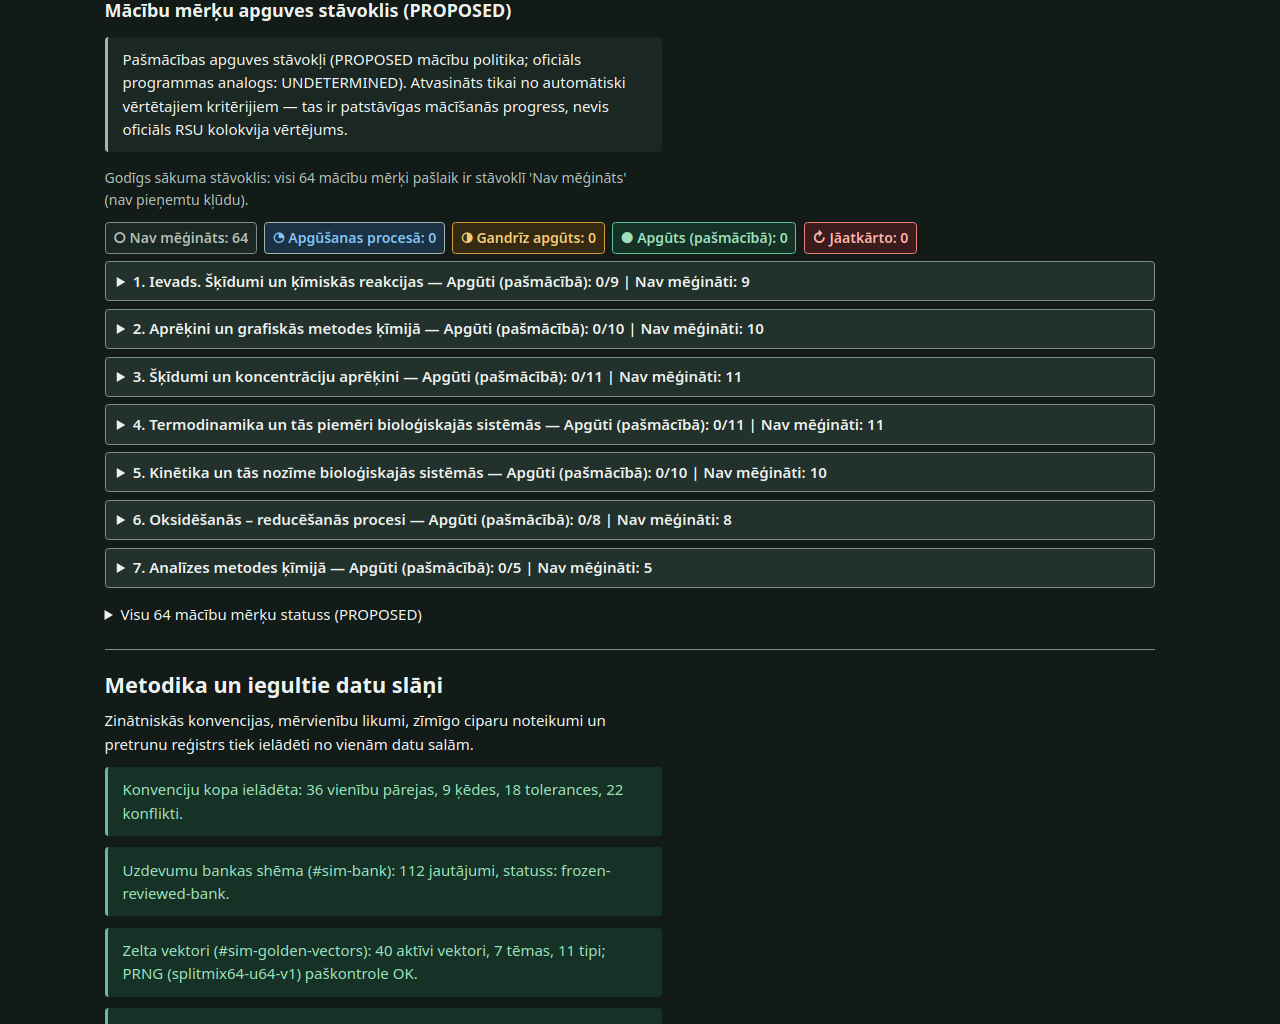 Mācību mērķu apguves stāvoklis (PROPOSED)
Pašmācības apguves stāvokļi (PROPOSED mācību politika; oficiāls
programmas analogs: UNDETERMINED). Atvasināts tikai no automātiski
vērtētajiem kritērijiem — tas ir patstāvīgas mācīšanās progress, nevis
oficiāls RSU kolokvija vērtējums.
Godīgs sākuma stāvoklis: visi 64 mācību mērķi pašlaik ir stāvoklī 'Nav mēģināts'
(nav pieņemtu kļūdu).
○ Nav mēģināts: 64 ◔ Apgūšanas procesā: 0 ◑ Gandrīz apgūts: 0 ● Apgūts (pašmācībā): 0 ↻ Jāatkārto: 0
▶ 1. Ievads. Šķīdumi un ķīmiskās reakcijas — Apgūti (pašmācībā): 0/9 | Nav mēģināti: 9
▶ 2. Aprēķini un grafiskās metodes ķīmijā — Apgūti (pašmācībā): 0/10 | Nav mēģināti: 10
▶ 3. Šķīdumi un koncentrāciju aprēķini — Apgūti (pašmācībā): 0/11 | Nav mēģināti: 11
▶ 4. Termodinamika un tās piemēri bioloģiskajās sistēmās — Apgūti (pašmācībā): 0/11 | Nav mēģināti: 11
▶ 5. Kinētika un tās nozīme bioloģiskajās sistēmās — Apgūti (pašmācībā): 0/10 | Nav mēģināti: 10
▶ 6. Oksidēšanās – reducēšanās procesi — Apgūti (pašmācībā): 0/8 | Nav mēģināti: 8
▶ 7. Analīzes metodes ķīmijā — Apgūti (pašmācībā): 0/5 | Nav mēģināti: 5
▶ Visu 64 mācību mērķu statuss (PROPOSED)
Metodika un iegultie datu slāņi
Zinātniskās konvencijas, mērvienību likumi, zīmīgo ciparu noteikumi un
pretrunu reģistrs tiek ielādēti no vienām datu salām.
Konvenciju kopa ielādēta: 36 vienību pārejas, 9 ķēdes, 18 tolerances, 22
konflikti.
Uzdevumu bankas shēma (#sim-bank): 112 jautājumi, statuss: frozen-
reviewed-bank.
Zelta vektori (#sim-golden-vectors): 40 aktīvi vektori, 7 tēmas, 11 tipi;
PRNG (splitmix64-u64-v1) paškontrole OK.